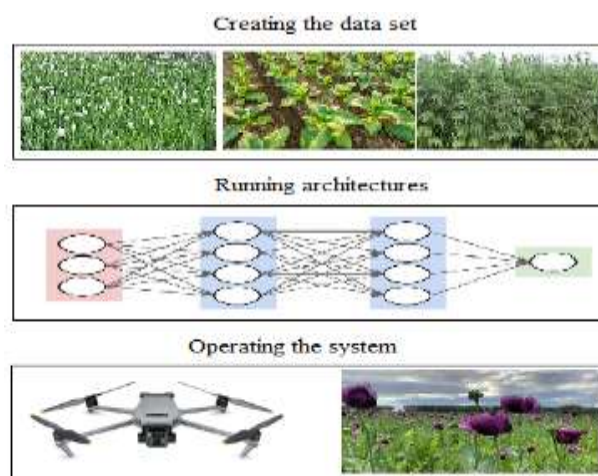 Creating the data set
Running architectures
Operating the system